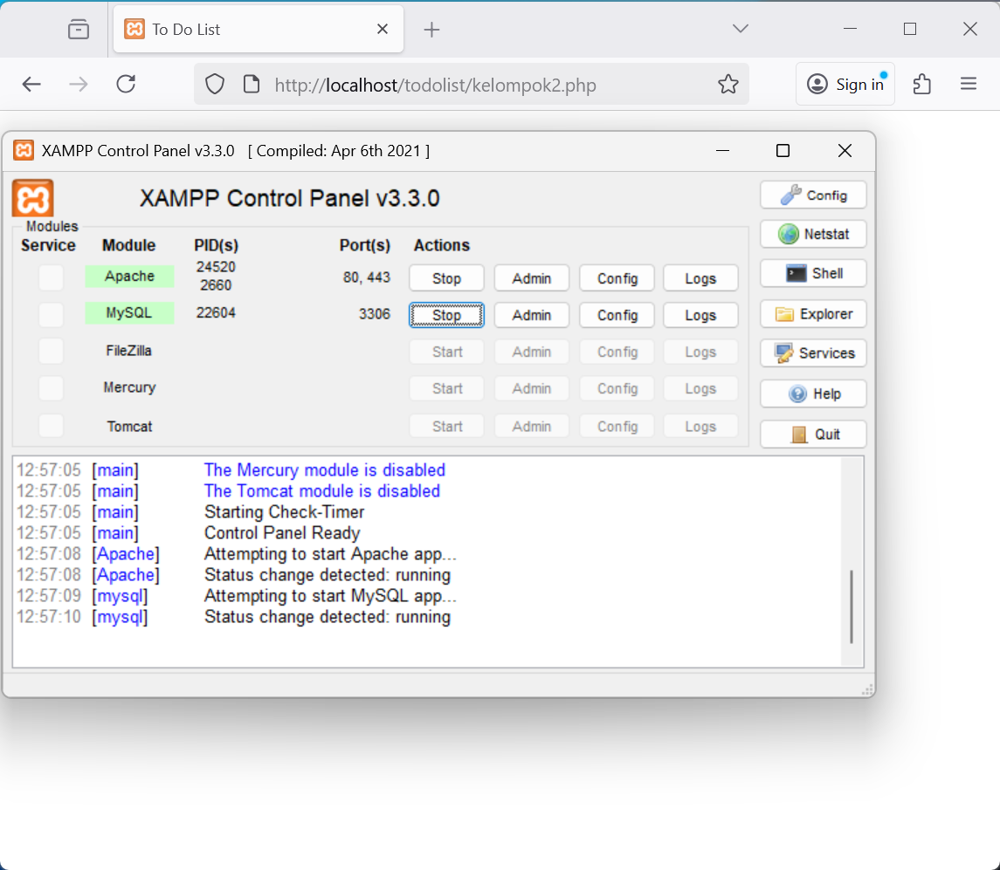 To Do List
http://localhost/todolist/kelompok2.php
Sign in
XAMPP Control Panel v3.3.0 [ Compiled: Apr 6th 2021 ]
XAMPP Control Panel v3.3.0
Config
Modules
Service Module PID(s) Port(s) Actions
Netstat
Apache 24520 2660 80, 443 Stop Admin Config Logs
Shell
MySQL 22604 3306 Stop Admin Config Logs
Explorer
FileZilla Start Admin Config Logs
Services
Mercury Start Admin Config Logs
Help
Tomcat Start Admin Config Logs
Quit
12:57:05 [main] The Mercury module is disabled
12:57:05 [main] The Tomcat module is disabled
12:57:05 [main] Starting Check-Timer
12:57:05 [main] Control Panel Ready
12:57:08 [Apache] Attempting to start Apache app...
12:57:08 [Apache] Status change detected: running
12:57:09 [mysql] Attempting to start MySQL app...
12:57:10 [mysql] Status change detected: running